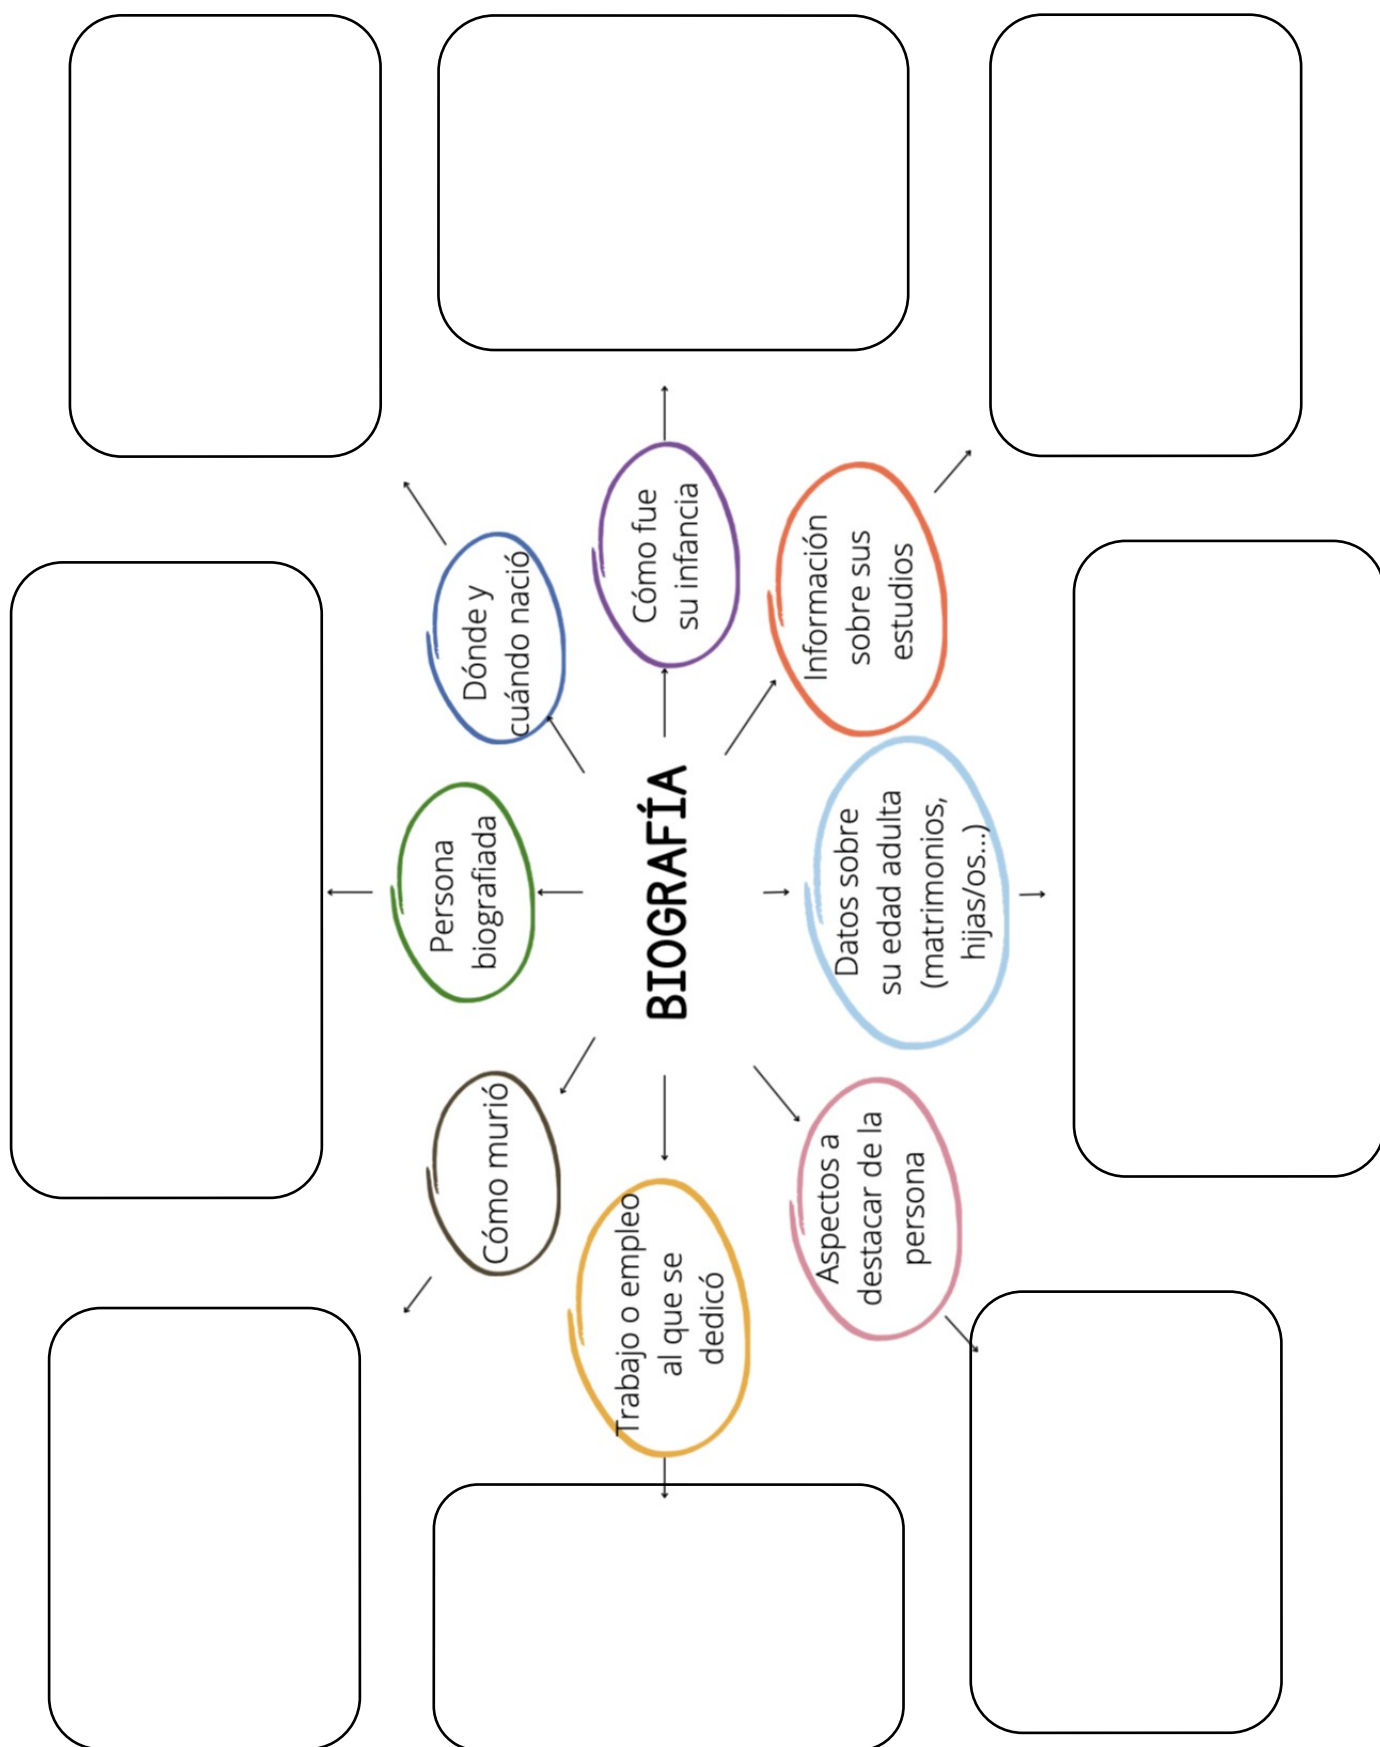 Persona
biografiada
Dónde y
cuándo nació
Cómo fue
su infancia
Información
sobre sus
estudios
BIOGRAFÍA
Datos sobre
su edad adulta
(matrimonios,
hijas/os...)
Aspectos a
destacar de la
persona
Trabajo o empleo
al que se
dedicó
Cómo murió